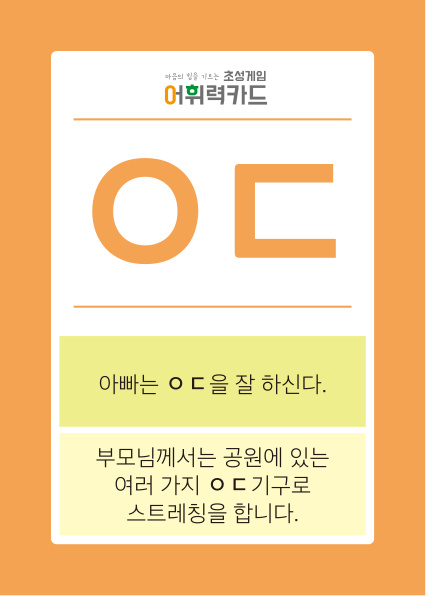 마음의 힘을 기르는 초성게임
어휘력카드
ㅇㄷ
아빠는 ㅇㄷ을 잘 하신다.
부모님께서는 공원에 있는
여러 가지 ㅇㄷ기구로
스트레칭을 합니다.